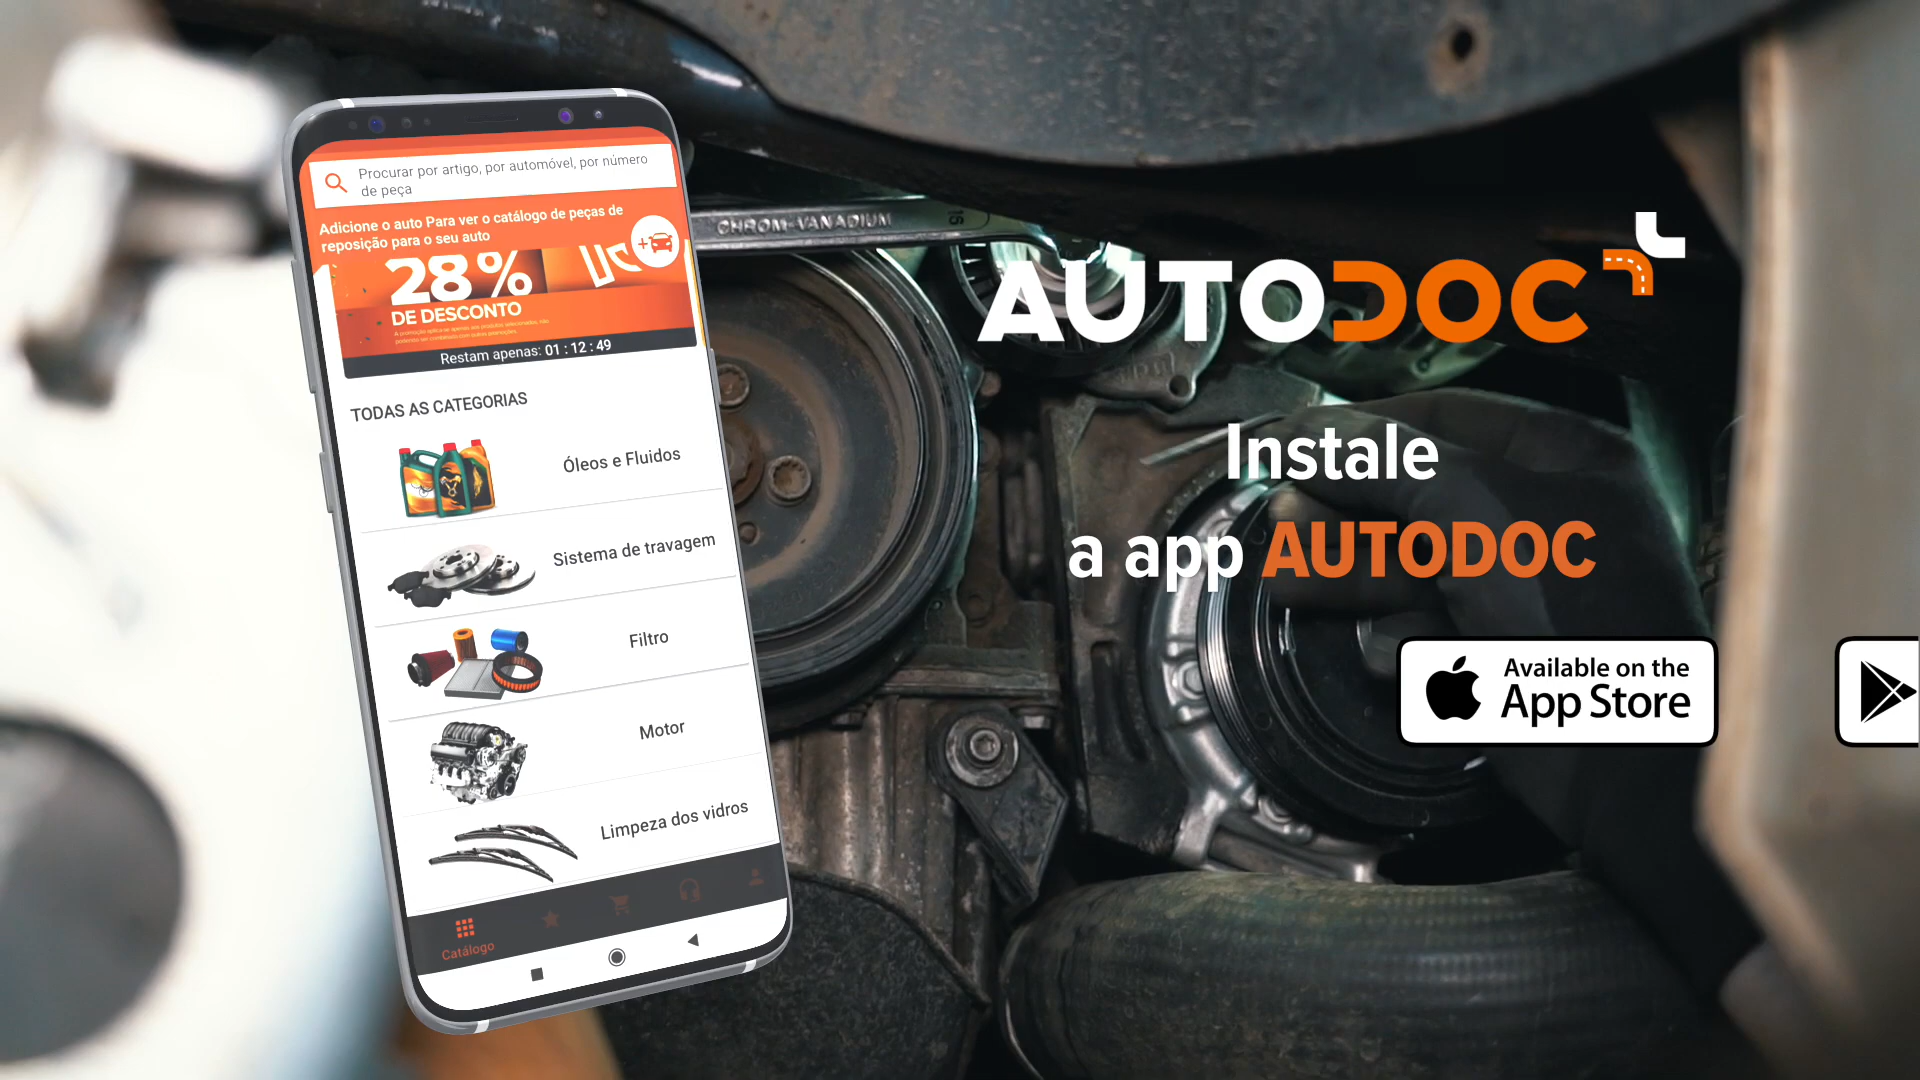 Procurar por artigo, por automóvel, por número
de peça
Adicione o auto Para ver o catálogo de peças de
reposição para o seu auto
28%
DE DESCONTO
Restam apenas: 01 : 12 : 49
TODAS AS CATEGORIAS
Óleos e Fluidos
Sistema de travagem
Filtro
Motor
Limpeza dos vidros
Catálogo
CHROM-VANADIUM
AUTODOC
Instale
a app AUTODOC
Available on the
App Store